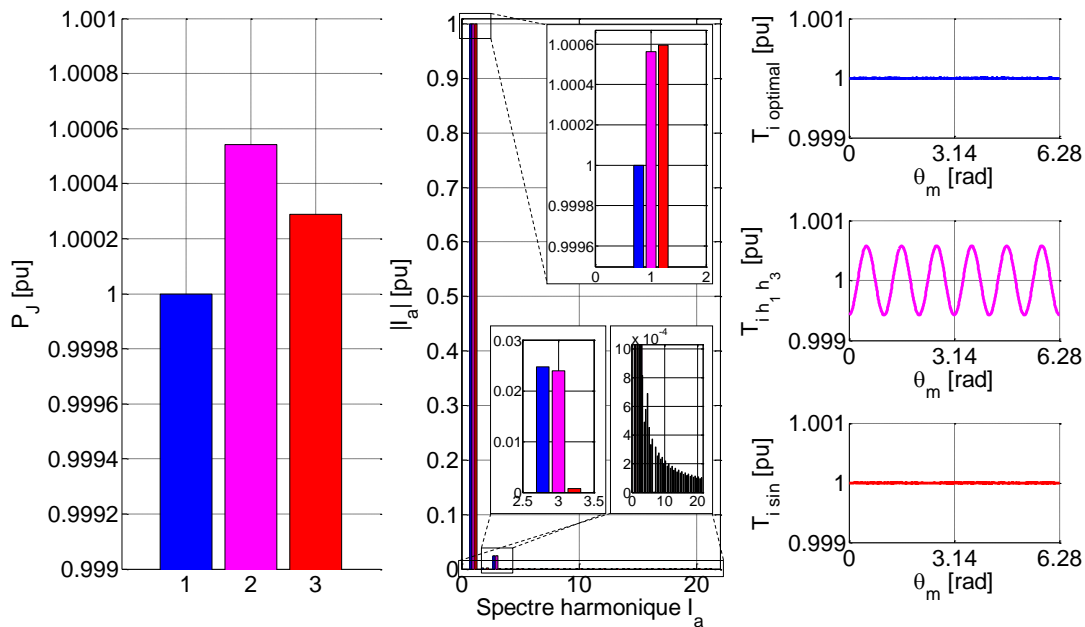 1.001
1.0008
1.0006
1.0004
1.0002
1
0.9998
0.9996
0.9994
0.9992
0.999
P_J [pu]
1 2 3
1
0.9
0.8
0.7
0.6
0.5
0.4
0.3
0.2
0.1
0
|I_a| [pu]
0 10 20
Spectre harmonique I_a
1.0006
1.0004
1.0002
1
0.9998
0.9996
0 1 2
0.03
0.02
0.01
0
2.5 3 3.5
x 10^-4
10
8
6
4
2
0
0 10 20
1.001
1
0.999
T_i optimal [pu]
0 3.14 6.28
θ_m [rad]
1.001
1
0.999
T_i h_1 h_3 [pu]
0 3.14 6.28
θ_m [rad]
1.001
1
0.999
T_i sin [pu]
0 3.14 6.28
θ_m [rad]